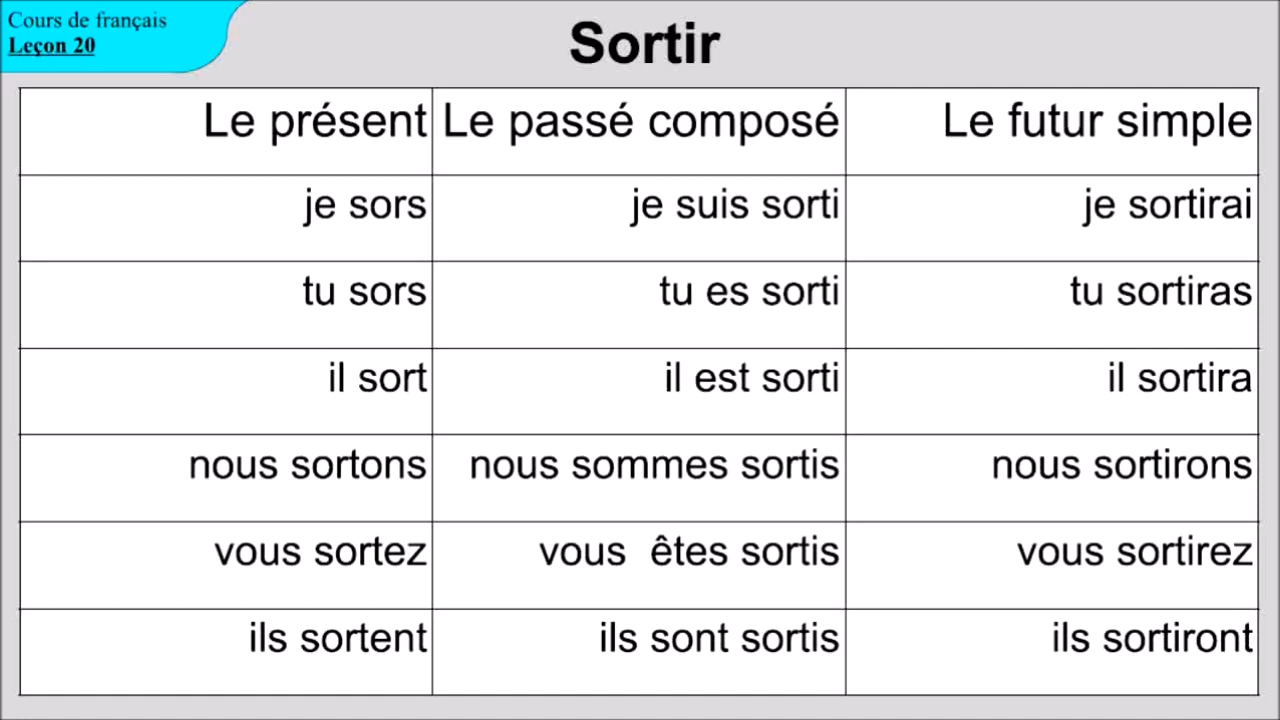 Cours de français
Leçon 20
Sortir
Le présent Le passé composé Le futur simple
je sors je suis sorti je sortirai
tu sors tu es sorti tu sortiras
il sort il est sorti il sortira
nous sortons nous sommes sortis nous sortirons
vous sortez vous êtes sortis vous sortirez
ils sortent ils sont sortis ils sortiront